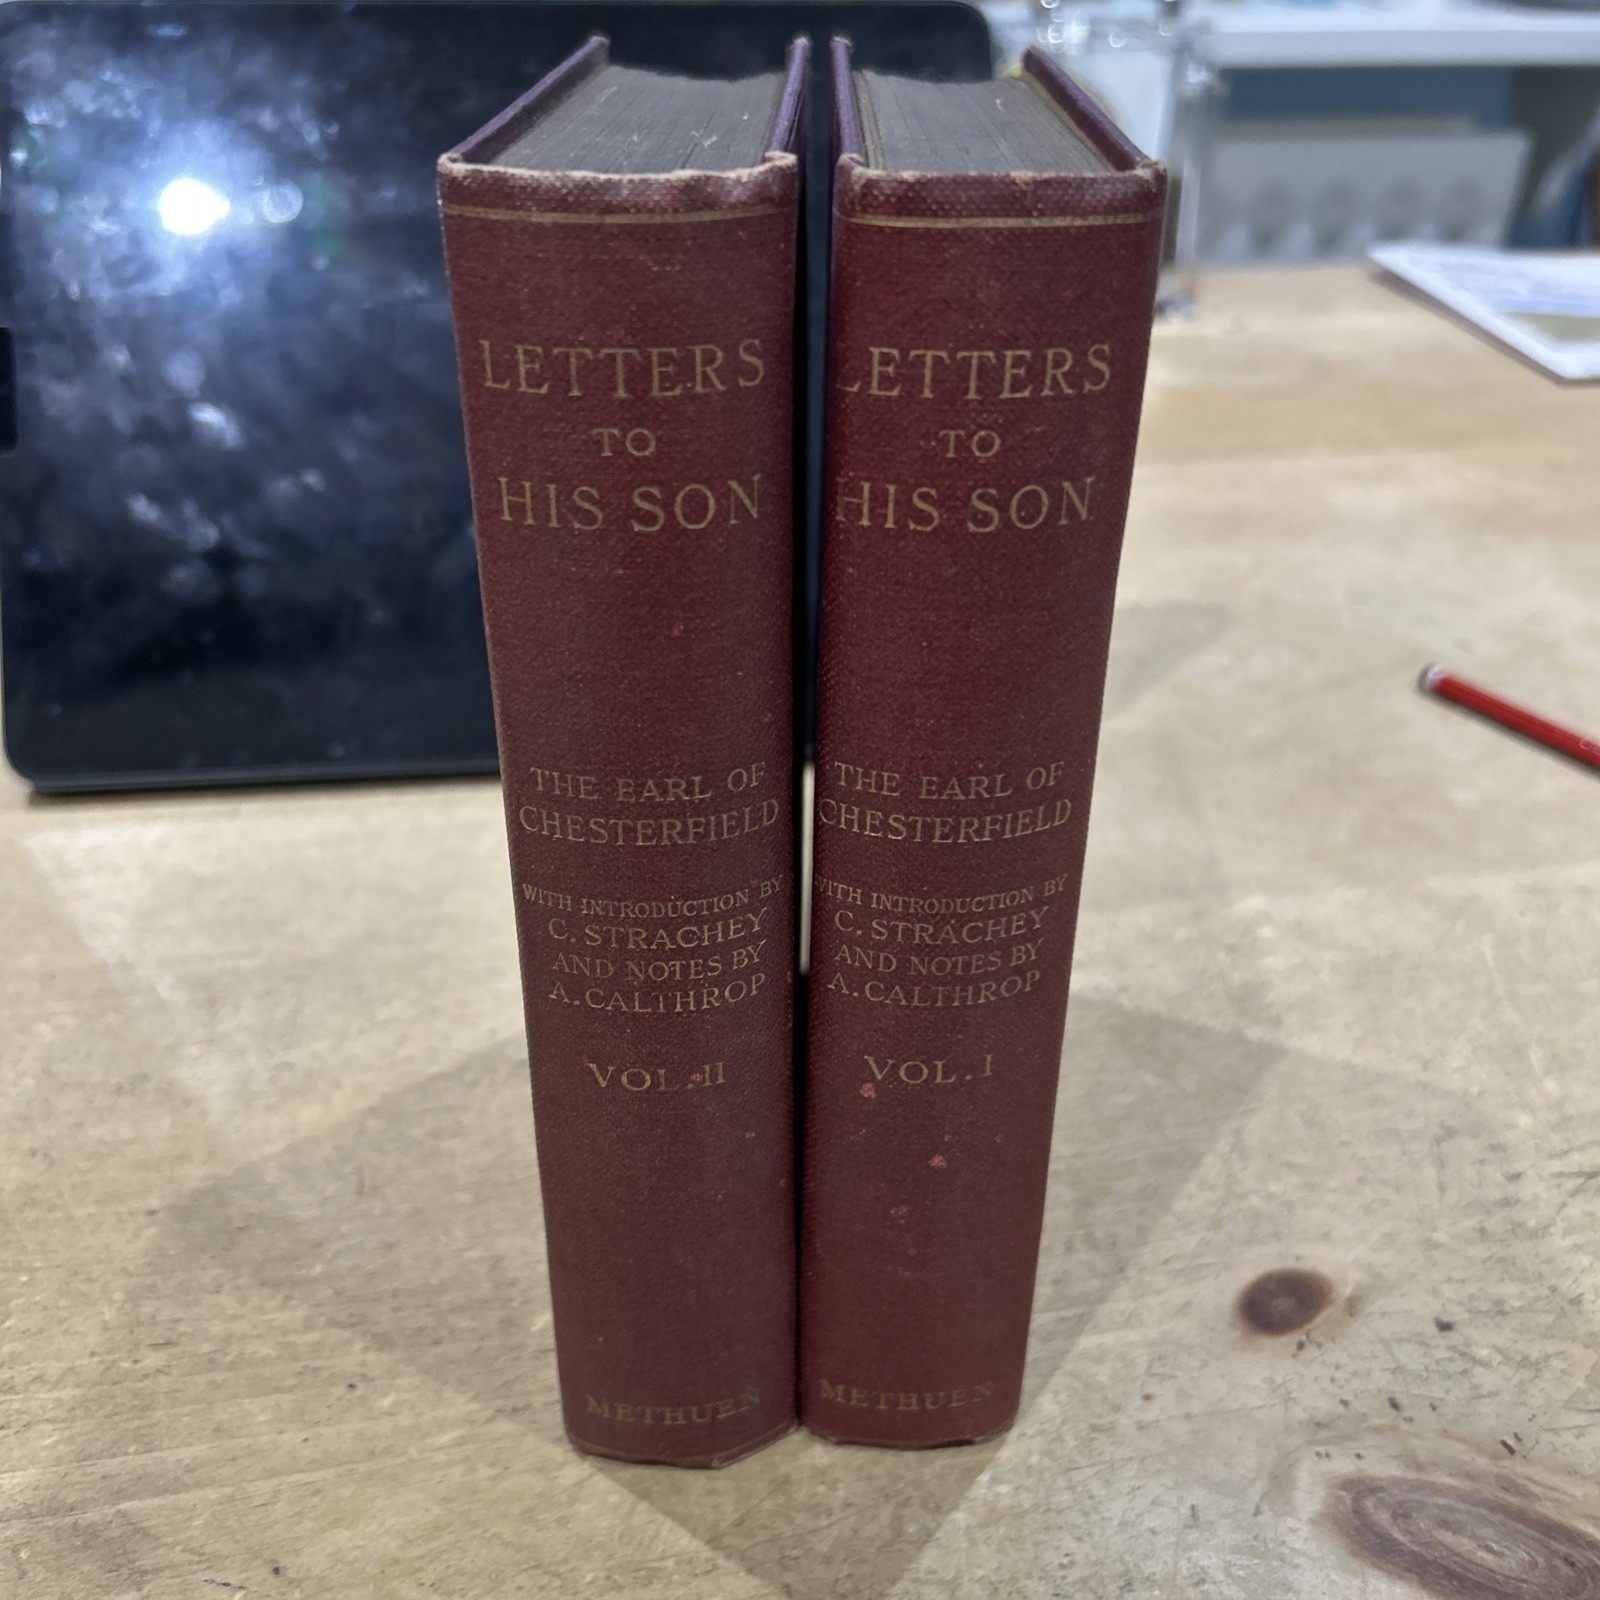 LETTERS
TO
HIS SON
THE EARL OF
CHESTERFIELD
WITH INTRODUCTION BY
C. STRACHEY
AND NOTES BY
A. CALTHROP
VOL. II
METHUEN
LETTERS
TO
HIS SON
THE EARL OF
CHESTERFIELD
WITH INTRODUCTION BY
C. STRACHEY
AND NOTES BY
A. CALTHROP
VOL. I
METHUEN